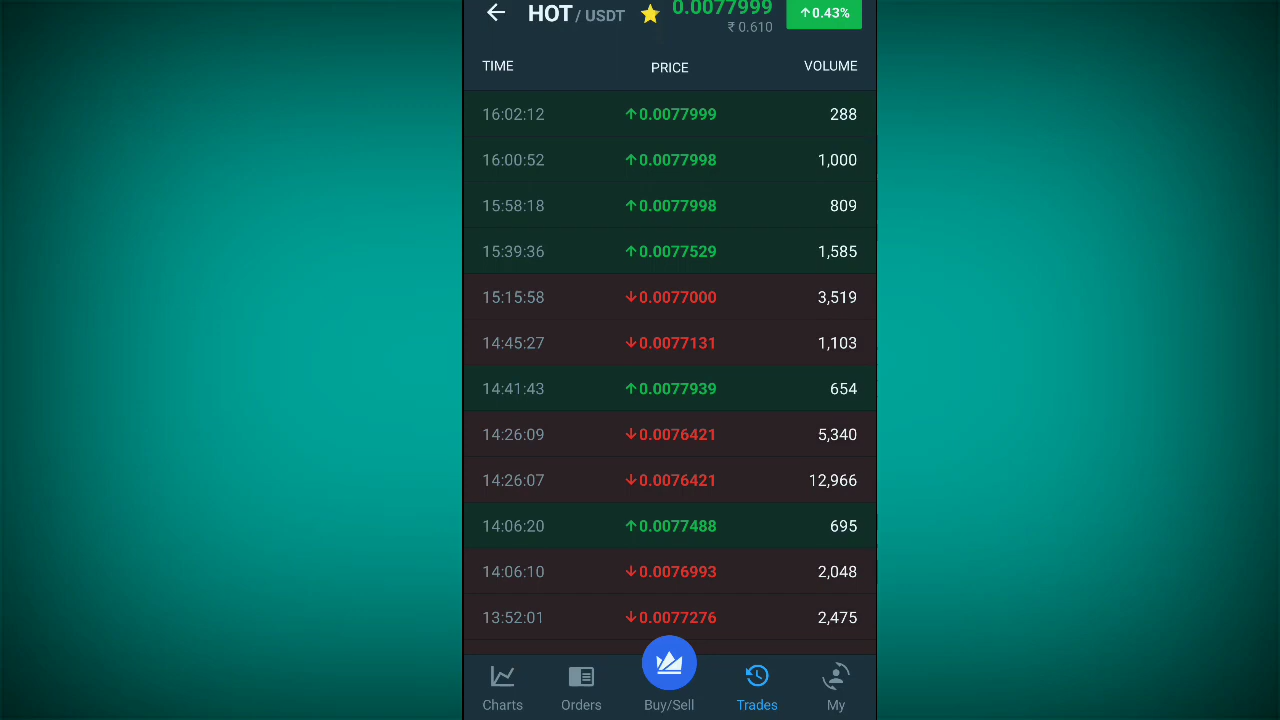 HOT / USDT 0.0077999 ↑0.43%
₹ 0.610
TIME PRICE VOLUME
16:02:12 ↑0.0077999 288
16:00:52 ↑0.0077998 1,000
15:58:18 ↑0.0077998 809
15:39:36 ↑0.0077529 1,585
15:15:58 ↓0.0077000 3,519
14:45:27 ↓0.0077131 1,103
14:41:43 ↑0.0077939 654
14:26:09 ↓0.0076421 5,340
14:26:07 ↓0.0076421 12,966
14:06:20 ↑0.0077488 695
14:06:10 ↓0.0076993 2,048
13:52:01 ↓0.0077276 2,475
Charts Orders Buy/Sell Trades My